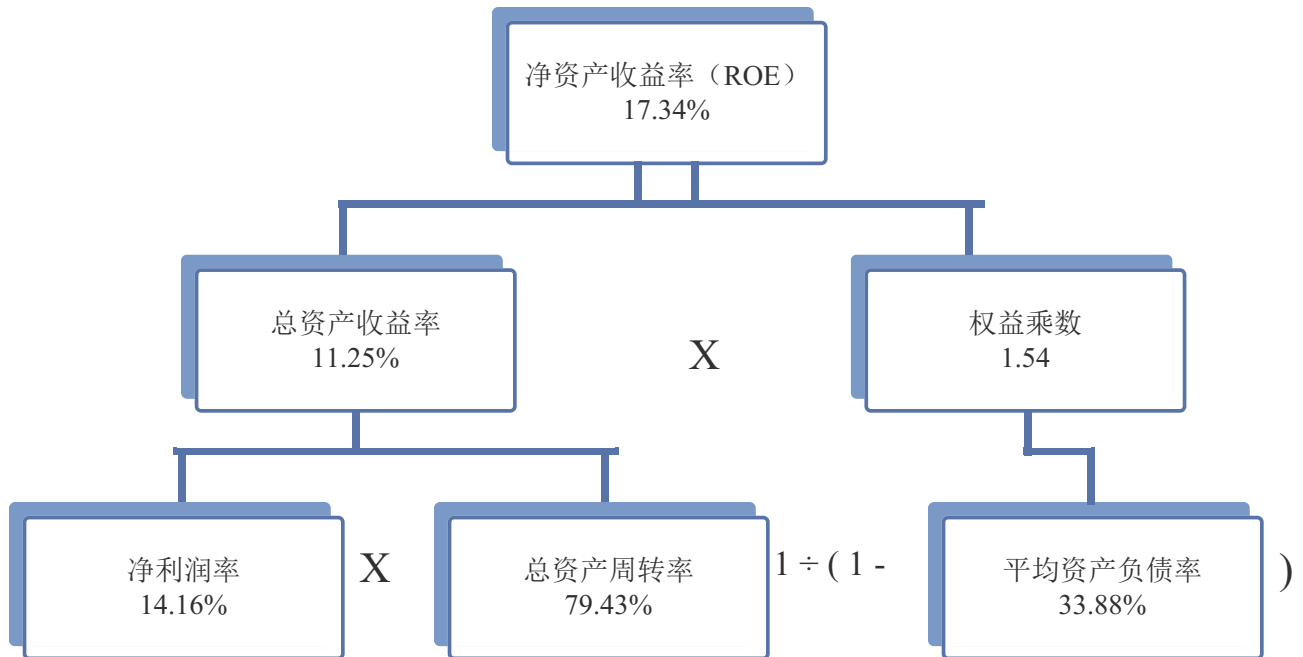 净资产收益率（ROE）
17.34%
总资产收益率
11.25%
X
权益乘数
1.54
净利润率
14.16%
X
总资产周转率
79.43%
1 ÷ ( 1 -
平均资产负债率
33.88%
)